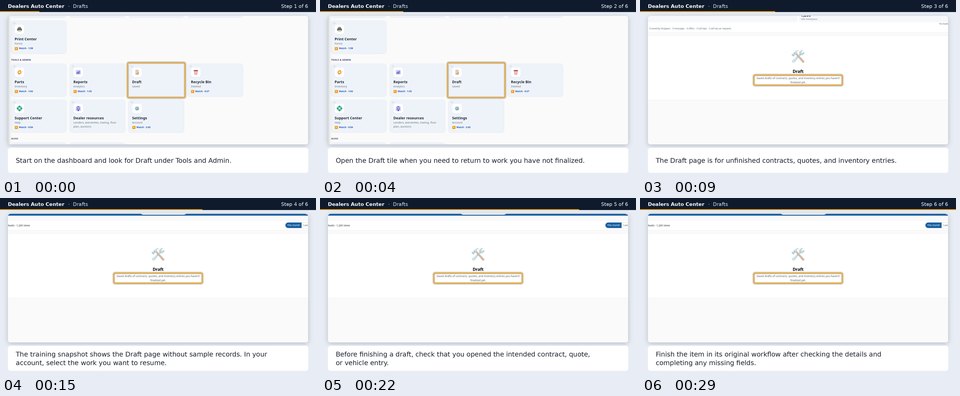 Dealers Auto Center · Drafts Step 1 of 6
Print Center
TOOLS & ADMIN
Parts
Reports
Draft
Recycle Bin
Support Center
Dealer resources
Settings
Start on the dashboard and look for Draft under Tools and Admin.
01 00:00
Dealers Auto Center · Drafts Step 2 of 6
Print Center
TOOLS & ADMIN
Parts
Reports
Draft
Recycle Bin
Support Center
Dealer resources
Settings
Open the Draft tile when you need to return to work you have not finalized.
02 00:04
Dealers Auto Center · Drafts Step 3 of 6
Draft
The Draft page is for unfinished contracts, quotes, and inventory entries.
03 00:09
Dealers Auto Center · Drafts Step 4 of 6
Draft
The training snapshot shows the Draft page without sample records. In your
account, select the work you want to resume.
04 00:15
Dealers Auto Center · Drafts Step 5 of 6
Draft
Before finishing a draft, check that you opened the intended contract, quote,
or vehicle entry.
05 00:22
Dealers Auto Center · Drafts Step 6 of 6
Draft
Finish the item in its original workflow after checking the details and
completing any missing fields.
06 00:29